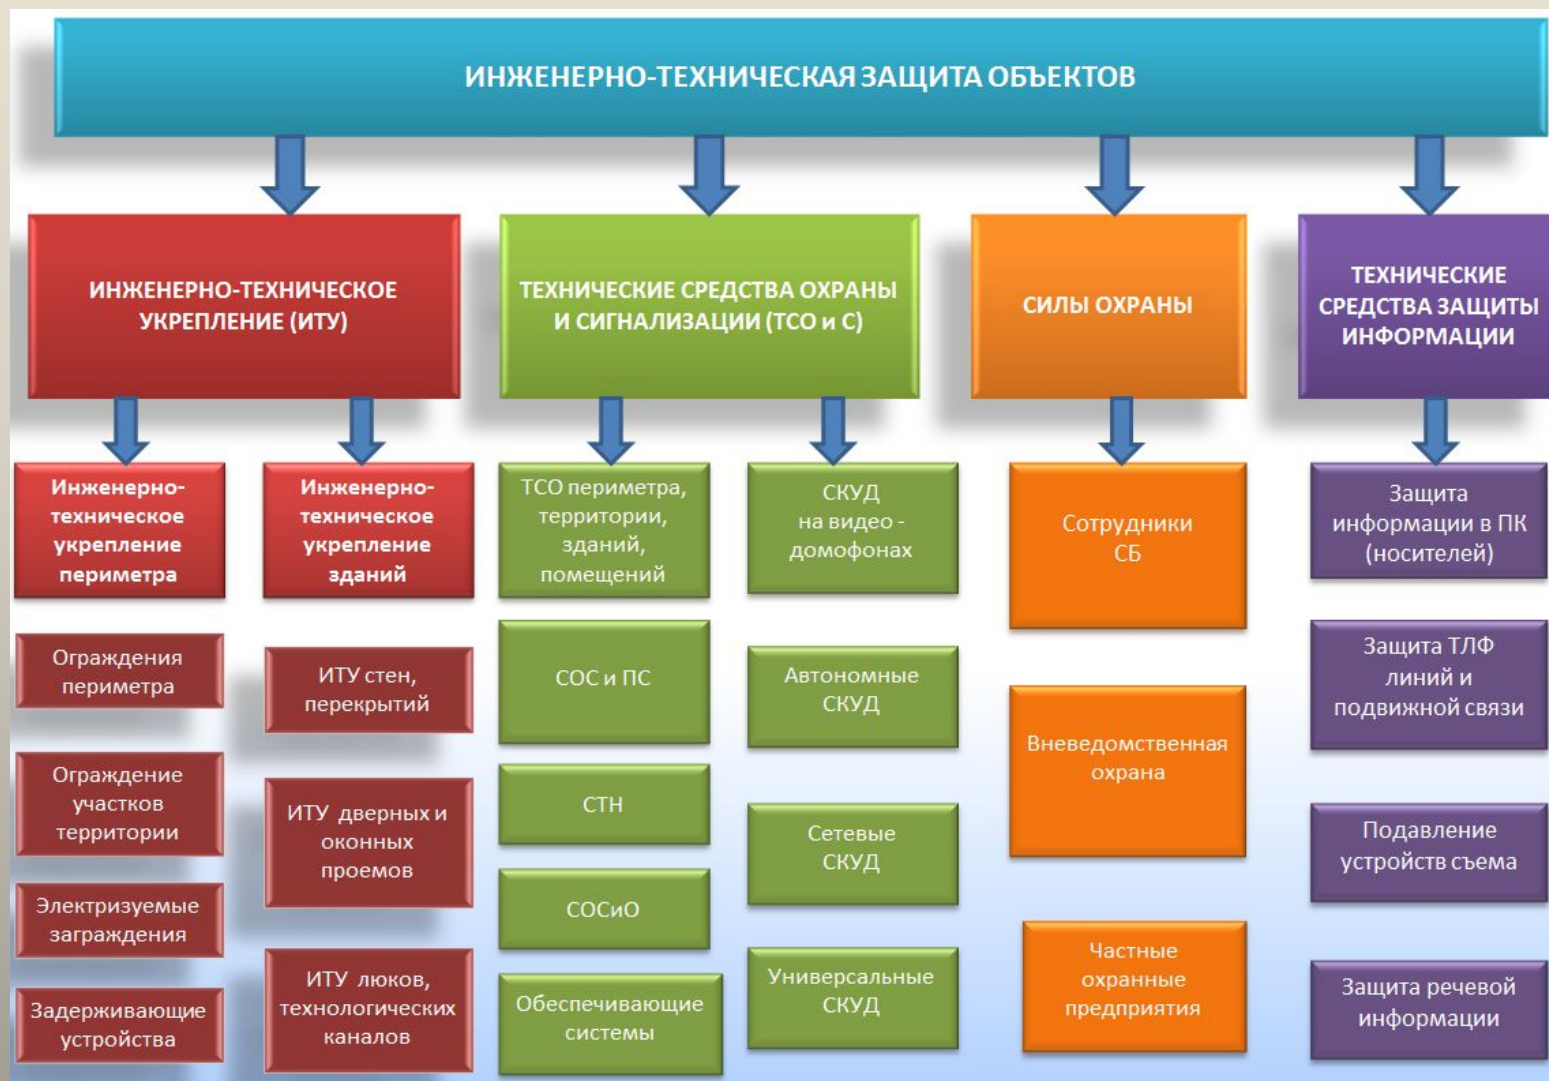 ИНЖЕНЕРНО-ТЕХНИЧЕСКАЯ ЗАЩИТА ОБЪЕКТОВ
ИНЖЕНЕРНО-ТЕХНИЧЕСКОЕ
УКРЕПЛЕНИЕ (ИТУ)
ТЕХНИЧЕСКИЕ СРЕДСТВА ОХРАНЫ
И СИГНАЛИЗАЦИИ (ТСО и С)
СИЛЫ ОХРАНЫ
ТЕХНИЧЕСКИЕ
СРЕДСТВА ЗАЩИТЫ
ИНФОРМАЦИИ
Инженерно-
техническое
укрепление
периметра
Ограждения
периметра
Ограждение
участков
территории
Электризуемые
заграждения
Задерживающие
устройства
Инженерно-
техническое
укрепление
зданий
ИТУ стен,
перекрытий
ИТУ дверных и
оконных
проемов
ИТУ люков,
технологических
каналов
ТСО периметра,
территории,
зданий,
помещений
СОС и ПС
СТН
СОСиО
Обеспечивающие
системы
СКУД
на видео -
домофонах
Автономные
СКУД
Сетевые
СКУД
Универсальные
СКУД
Сотрудники
СБ
Вневедомственная
охрана
Частные
охранные
предприятия
Защита
информации в ПК
(носителей)
Защита ТЛФ
линий и
подвижной связи
Подавление
устройств съема
Защита речевой
информации